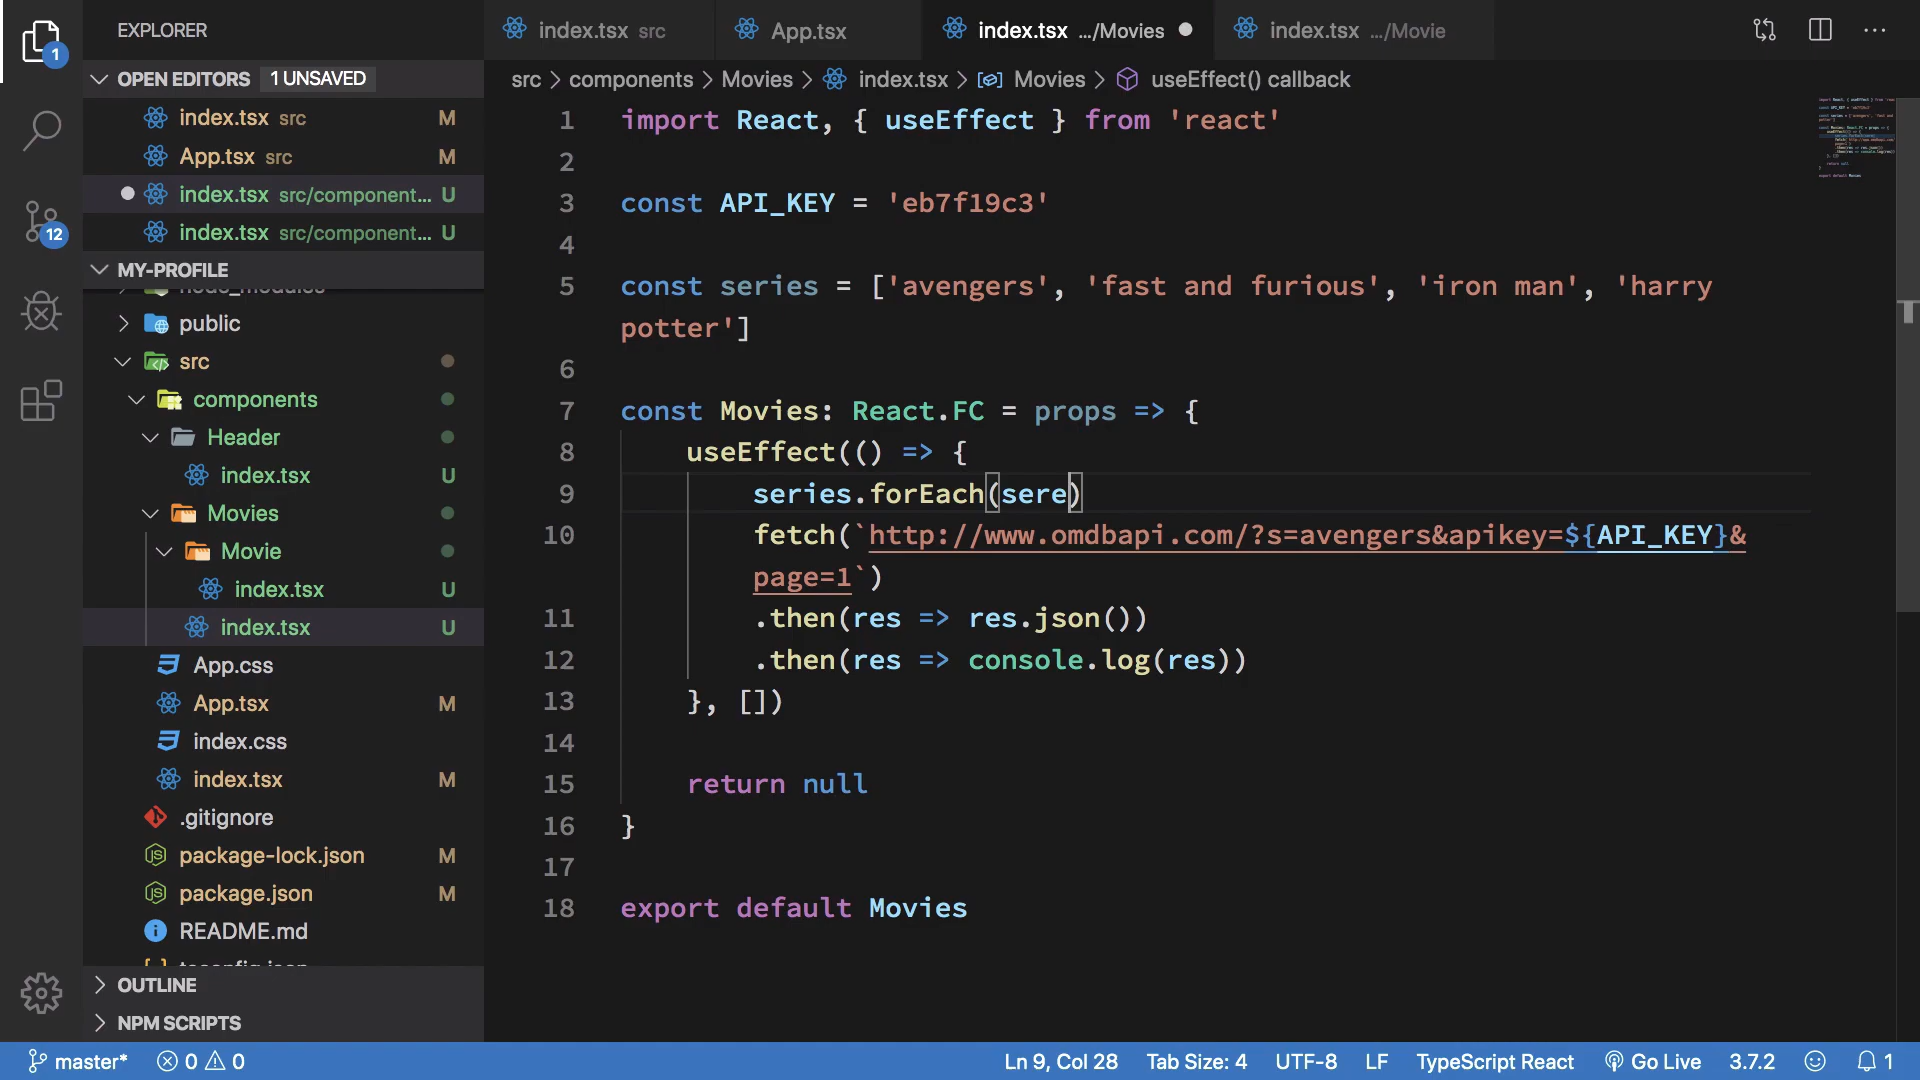 EXPLORER
index.tsx src
App.tsx
index.tsx .../Movies
index.tsx .../Movie
1
OPEN EDITORS 1 UNSAVED
src > components > Movies > index.tsx > Movies > useEffect() callback
index.tsx src M
App.tsx src M
index.tsx src/component... U
index.tsx src/component... U
12
MY-PROFILE
node_modules
public
src
components
Header
index.tsx U
Movies
Movie
index.tsx U
index.tsx U
App.css
App.tsx M
index.css
index.tsx M
.gitignore
package-lock.json M
package.json M
README.md
tsconfig.json
OUTLINE
NPM SCRIPTS
1 import React, { useEffect } from 'react'
2
3 const API_KEY = 'eb7f19c3'
4
5 const series = ['avengers', 'fast and furious', 'iron man', 'harry
potter']
6
7 const Movies: React.FC = props => {
8 useEffect(() => {
9 series.forEach(sere)
10 fetch(`http://www.omdbapi.com/?s=avengers&apikey=${API_KEY}&
page=1`)
11 .then(res => res.json())
12 .then(res => console.log(res))
13 }, [])
14
15 return null
16 }
17
18 export default Movies
master* 0 0 Ln 9, Col 28 Tab Size: 4 UTF-8 LF TypeScript React Go Live 3.7.2 1